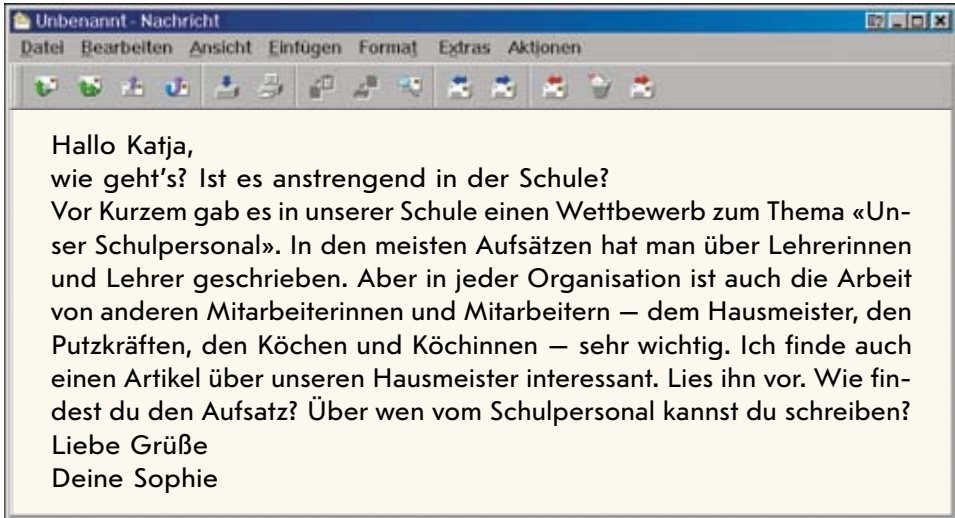 Unbenannt - Nachricht
Datei Bearbeiten Ansicht Einfügen Format Extras Aktionen
Hallo Katja,
wie geht's? Ist es anstrengend in der Schule?
Vor Kurzem gab es in unserer Schule einen Wettbewerb zum Thema «Un-
ser Schulpersonal». In den meisten Aufsätzen hat man über Lehrerinnen
und Lehrer geschrieben. Aber in jeder Organisation ist auch die Arbeit
von anderen Mitarbeiterinnen und Mitarbeitern — dem Hausmeister, den
Putzkräften, den Köchen und Köchinnen — sehr wichtig. Ich finde auch
einen Artikel über unseren Hausmeister interessant. Lies ihn vor. Wie fin-
dest du den Aufsatz? Über wen vom Schulpersonal kannst du schreiben?
Liebe Grüße
Deine Sophie